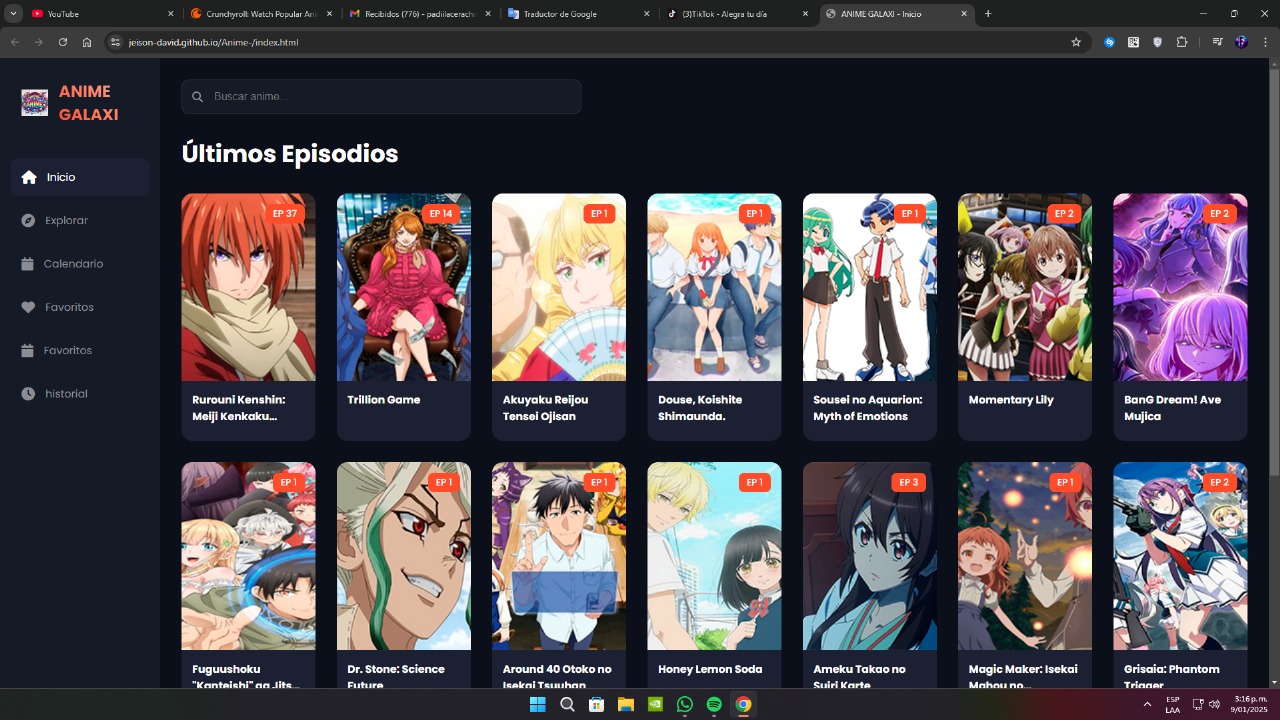 YouTube
Crunchyroll: Watch Popular Ani
Recibidos (776) - padiilacerach
Traductor de Google
(3)TikTok - Alegra tu día
ANIME GALAXI - Inicio
jeison-david.github.io/Anime-/index.html
ANIME
GALAXI
Buscar anime...
Inicio
Explorar
Calendario
Favoritos
Favoritos
historial
Últimos Episodios
EP 37
EP 14
EP 1
EP 1
EP 1
EP 2
EP 2
Rurouni Kenshin:
Meiji Kenkaku...
Trillion Game
Akuyaku Reijou
Tensei Ojisan
Douse, Koishite
Shimaunda.
Sousei no Aquarion:
Myth of Emotions
Momentary Lily
BanG Dream! Ave
Mujica
EP 1
EP 1
EP 1
EP 1
EP 3
EP 1
EP 2
Fuguushoku
"Kanteishi" ga Jits...
Dr. Stone: Science
Future
Around 40 Otoko no
Isekai Tsuuhan
Honey Lemon Soda
Ameku Takao no
Suiri Karte
Magic Maker: Isekai
Mahou no...
Grisaia: Phantom
Trigger
ESP
LAA
3:16 p. m.
9/01/2025